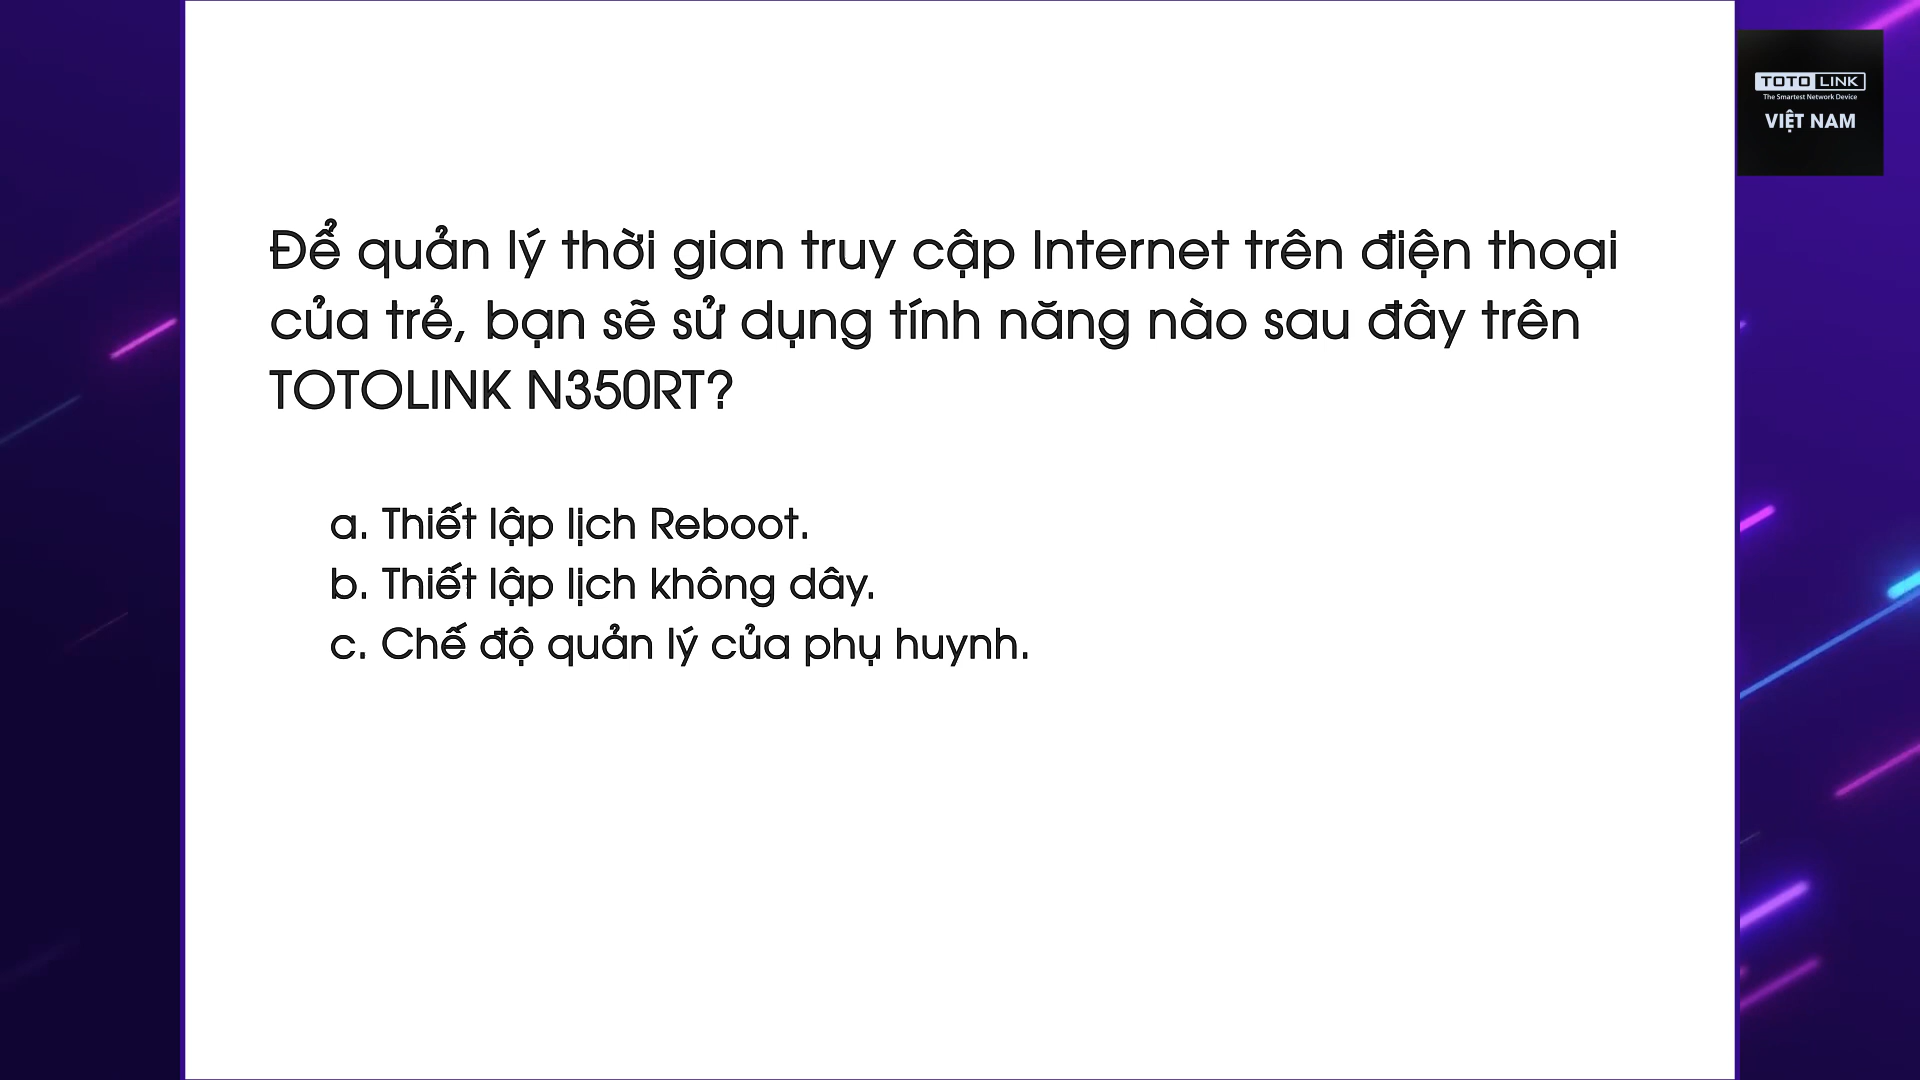 TOTO LINK
The Smartest Network Device
VIỆT NAM
Để quản lý thời gian truy cập Internet trên điện thoại
của trẻ, bạn sẽ sử dụng tính năng nào sau đây trên
TOTOLINK N350RT?
a. Thiết lập lịch Reboot.
b. Thiết lập lịch không dây.
c. Chế độ quản lý của phụ huynh.